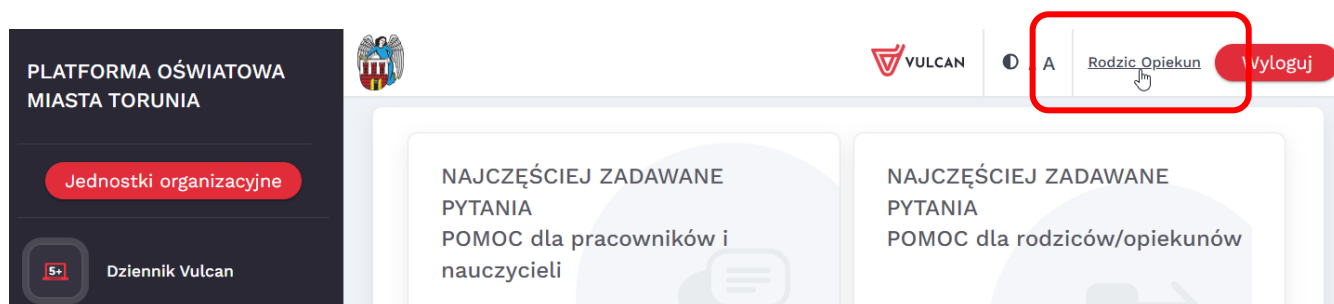 PLATFORMA OŚWIATOWA
MIASTA TORUNIA
Jednostki organizacyjne
5+
Dziennik Vulcan
VULCAN
A
Rodzic Opiekun
Wyloguj
NAJCZĘŚCIEJ ZADAWANE
PYTANIA
POMOC dla pracowników i
nauczycieli
NAJCZĘŚCIEJ ZADAWANE
PYTANIA
POMOC dla rodziców/opiekunów